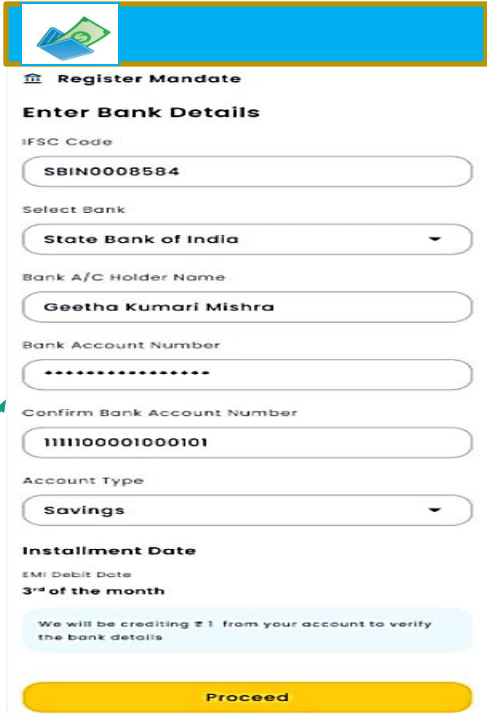 Register Mandate
Enter Bank Details
IFSC Code
SBIN0008584
Select Bank
State Bank of India
Bank A/C Holder Name
Geetha Kumari Mishra
Bank Account Number
****************
Confirm Bank Account Number
1111100001000101
Account Type
Savings
Installment Date
EMI Debit Date
3rd of the month
We will be crediting ₹ 1 from your account to verify
the bank details
Proceed